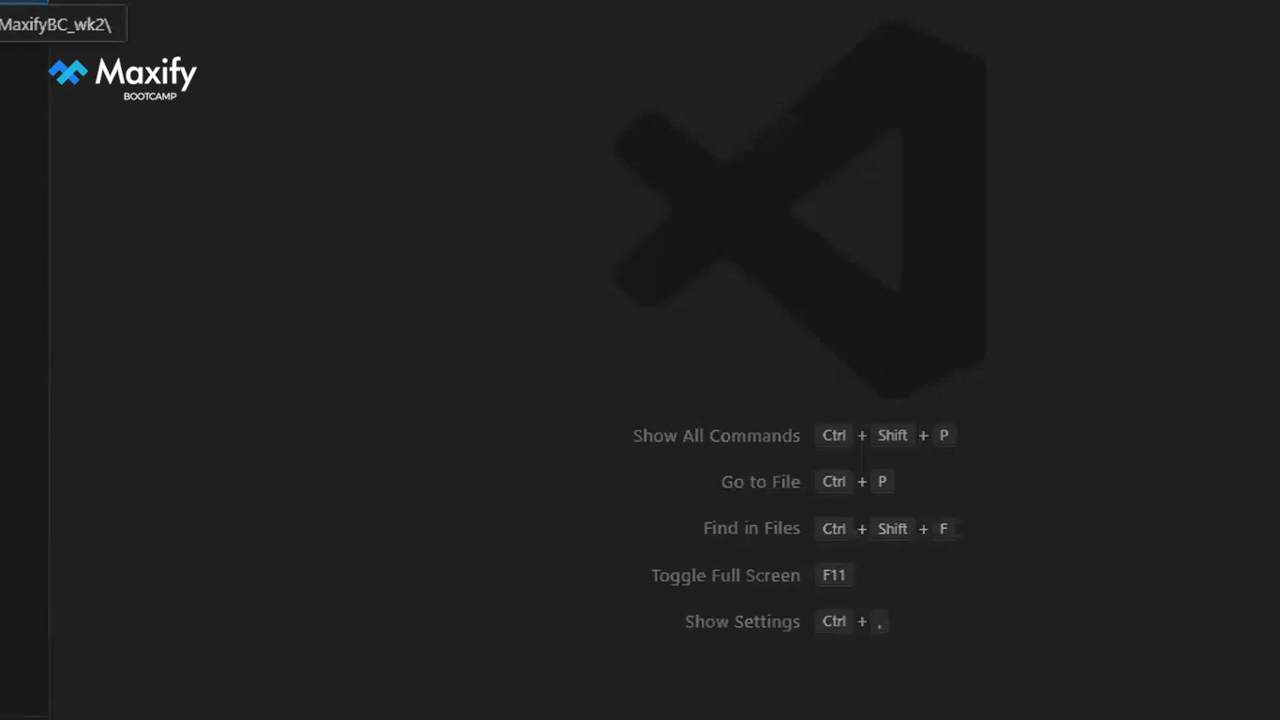 MaxifyBC_wk2\
Maxify
BOOTCAMP
Show All Commands Ctrl + Shift + P
Go to File Ctrl + P
Find in Files Ctrl + Shift + F
Toggle Full Screen F11
Show Settings Ctrl + ,